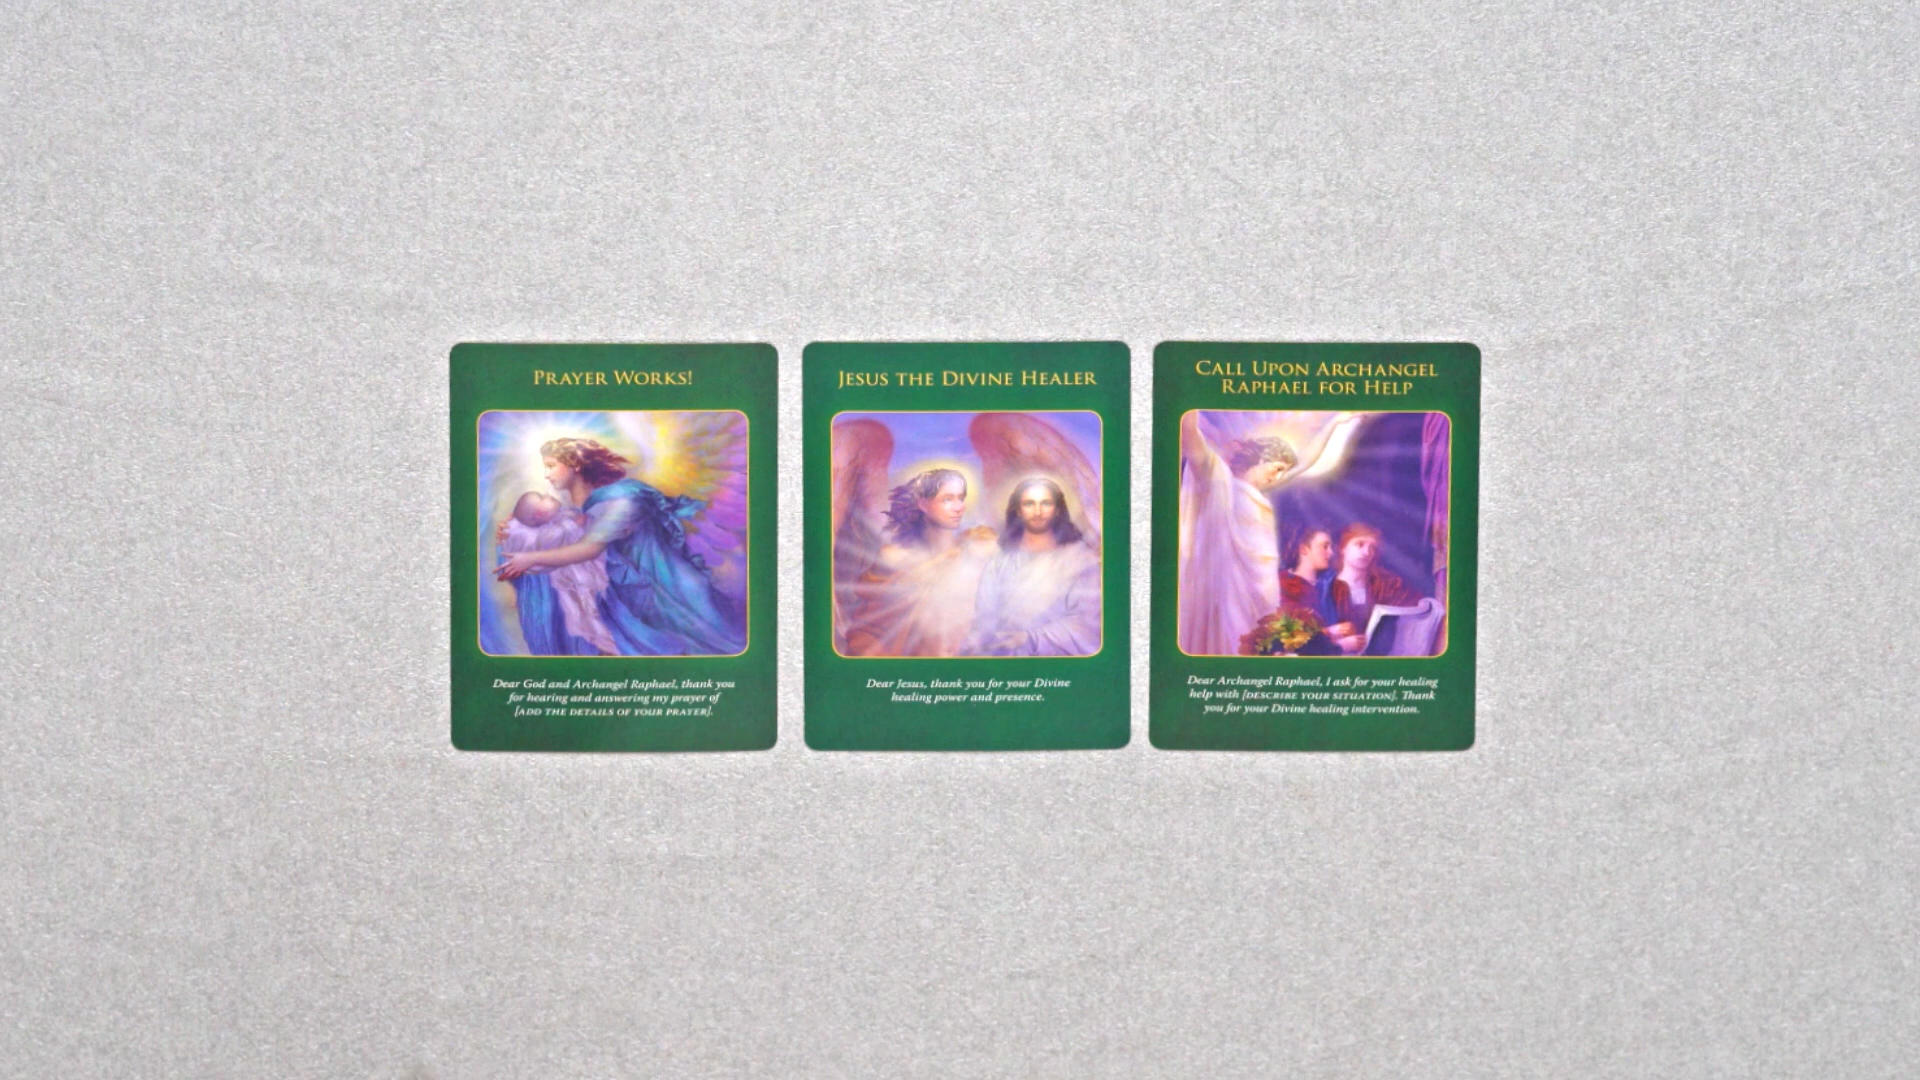 PRAYER WORKS!
Dear God and Archangel Raphael, thank you
for hearing and answering my prayer of
[ADD THE DETAILS OF YOUR PRAYER].
JESUS THE DIVINE HEALER
Dear Jesus, thank you for your Divine
healing power and presence.
CALL UPON ARCHANGEL
RAPHAEL FOR HELP
Dear Archangel Raphael, I ask for your healing
help with [DESCRIBE YOUR SITUATION]. Thank
you for your Divine healing intervention.